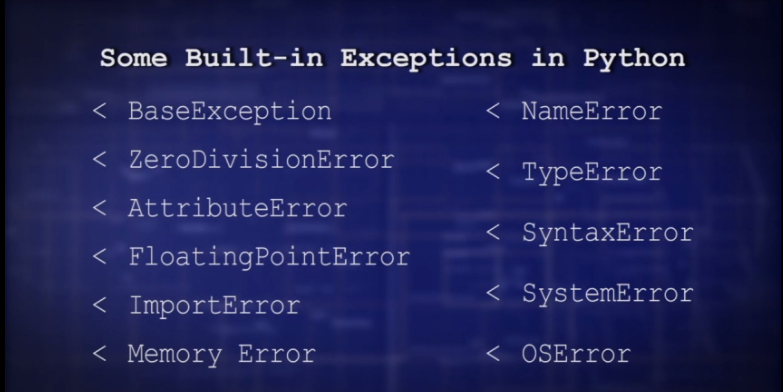 Some Built-in Exceptions in Python
< BaseException
< ZeroDivisionError
< AttributeError
< FloatingPointError
< ImportError
< Memory Error
< NameError
< TypeError
< SyntaxError
< SystemError
< OSError